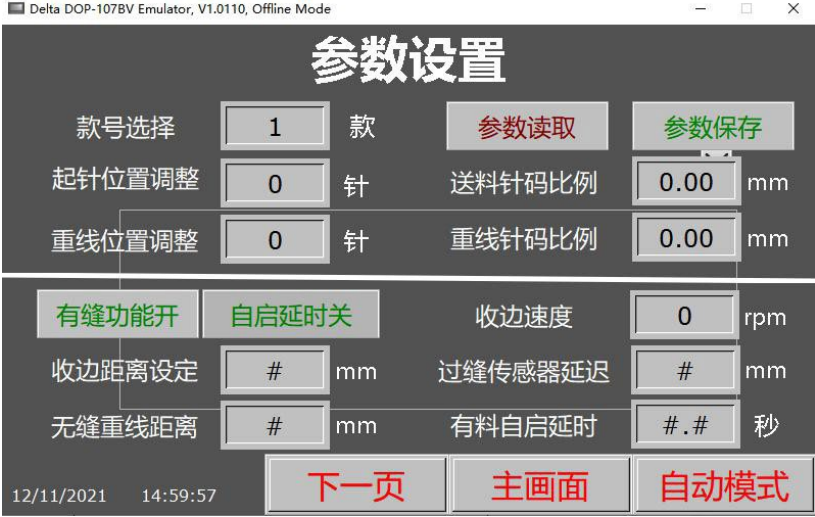 Delta DOP-107BV Emulator, V1.0110, Offline Mode
参数设置
款号选择 1 款 参数读取 参数保存
起针位置调整 0 针 送料针码比例 0.00 mm
重线位置调整 0 针 重线针码比例 0.00 mm
有缝功能开 自启延时关 收边速度 0 rpm
收边距离设定 # mm 过缝传感器延迟 # mm
无缝重线距离 # mm 有料自启延时 #.# 秒
12/11/2021 14:59:57 下一页 主画面 自动模式